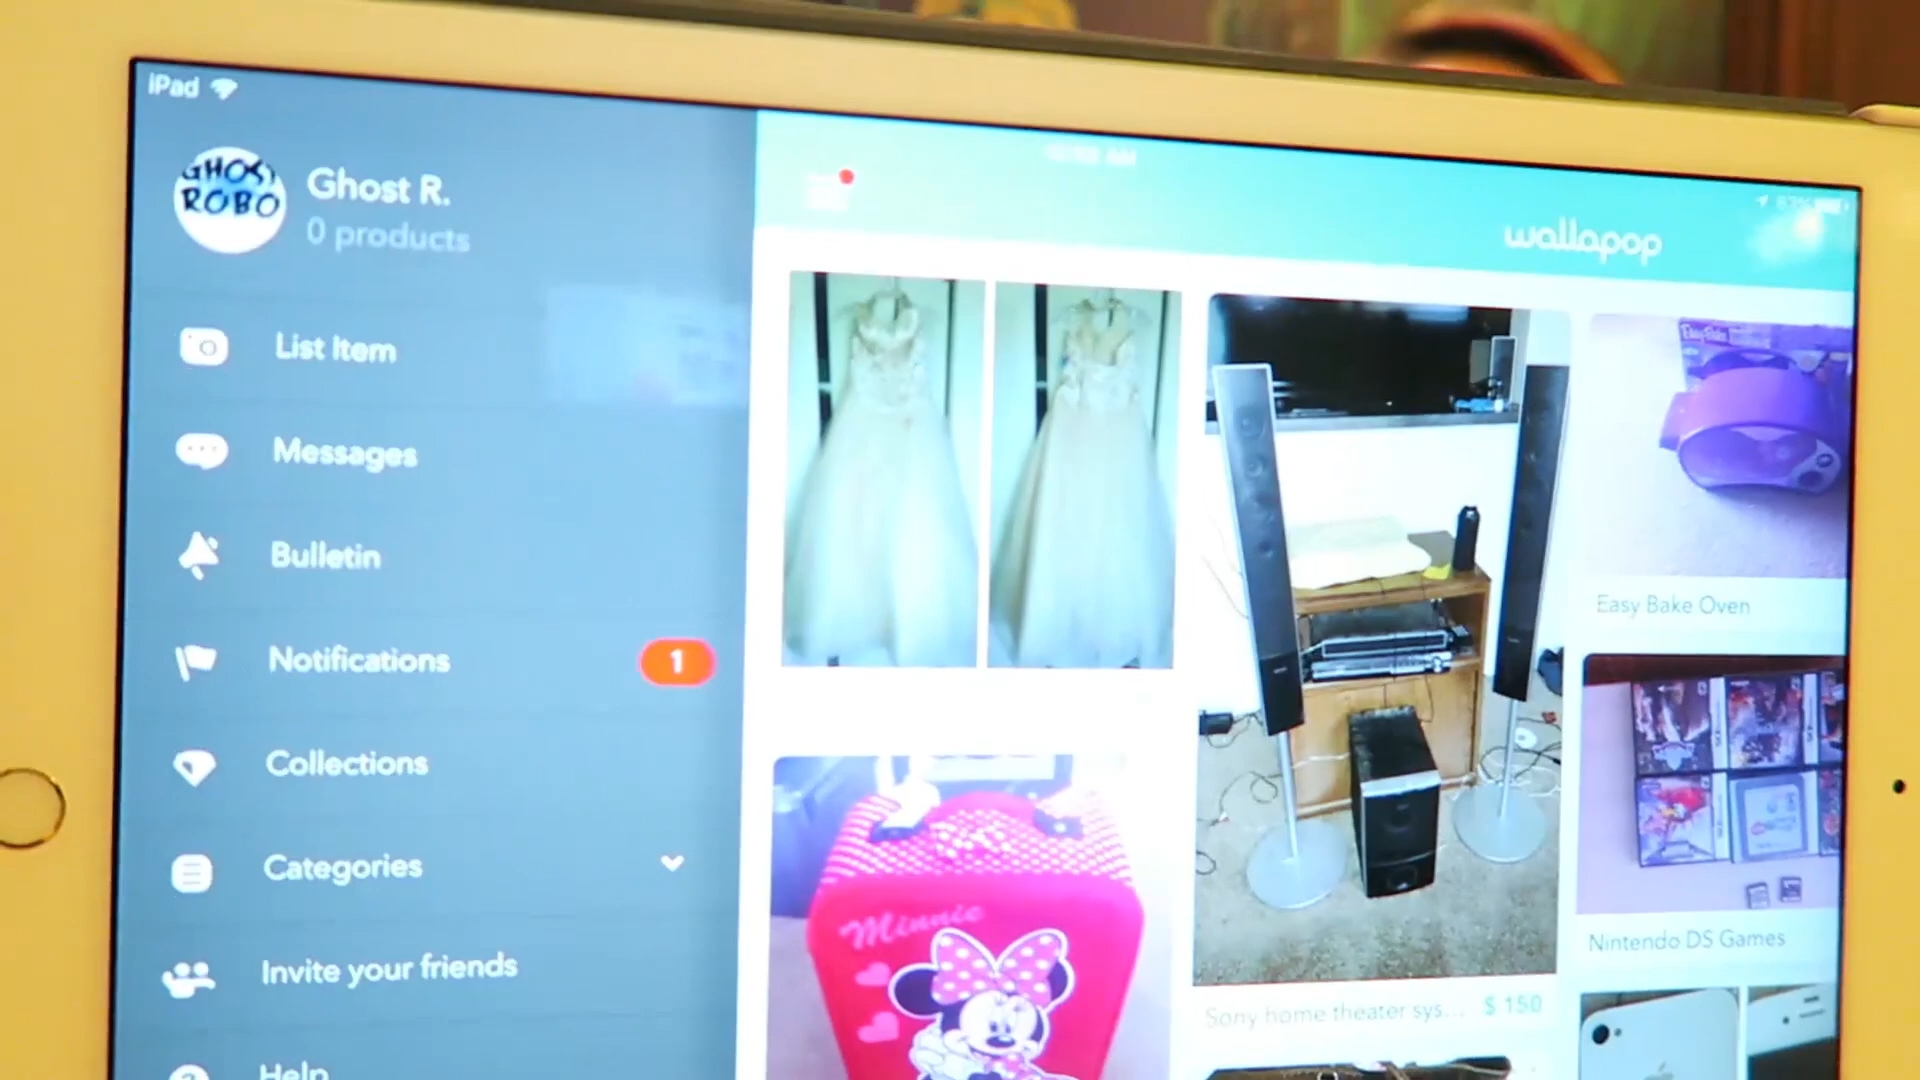 iPad
GHOST
ROBO
Ghost R.
0 products
List Item
Messages
Bulletin
Notifications
1
Collections
Categories
Invite your friends
Help
wallapop
Easy Bake Oven
Nintendo DS Games
Sony home theater sys... $ 150
Minnie